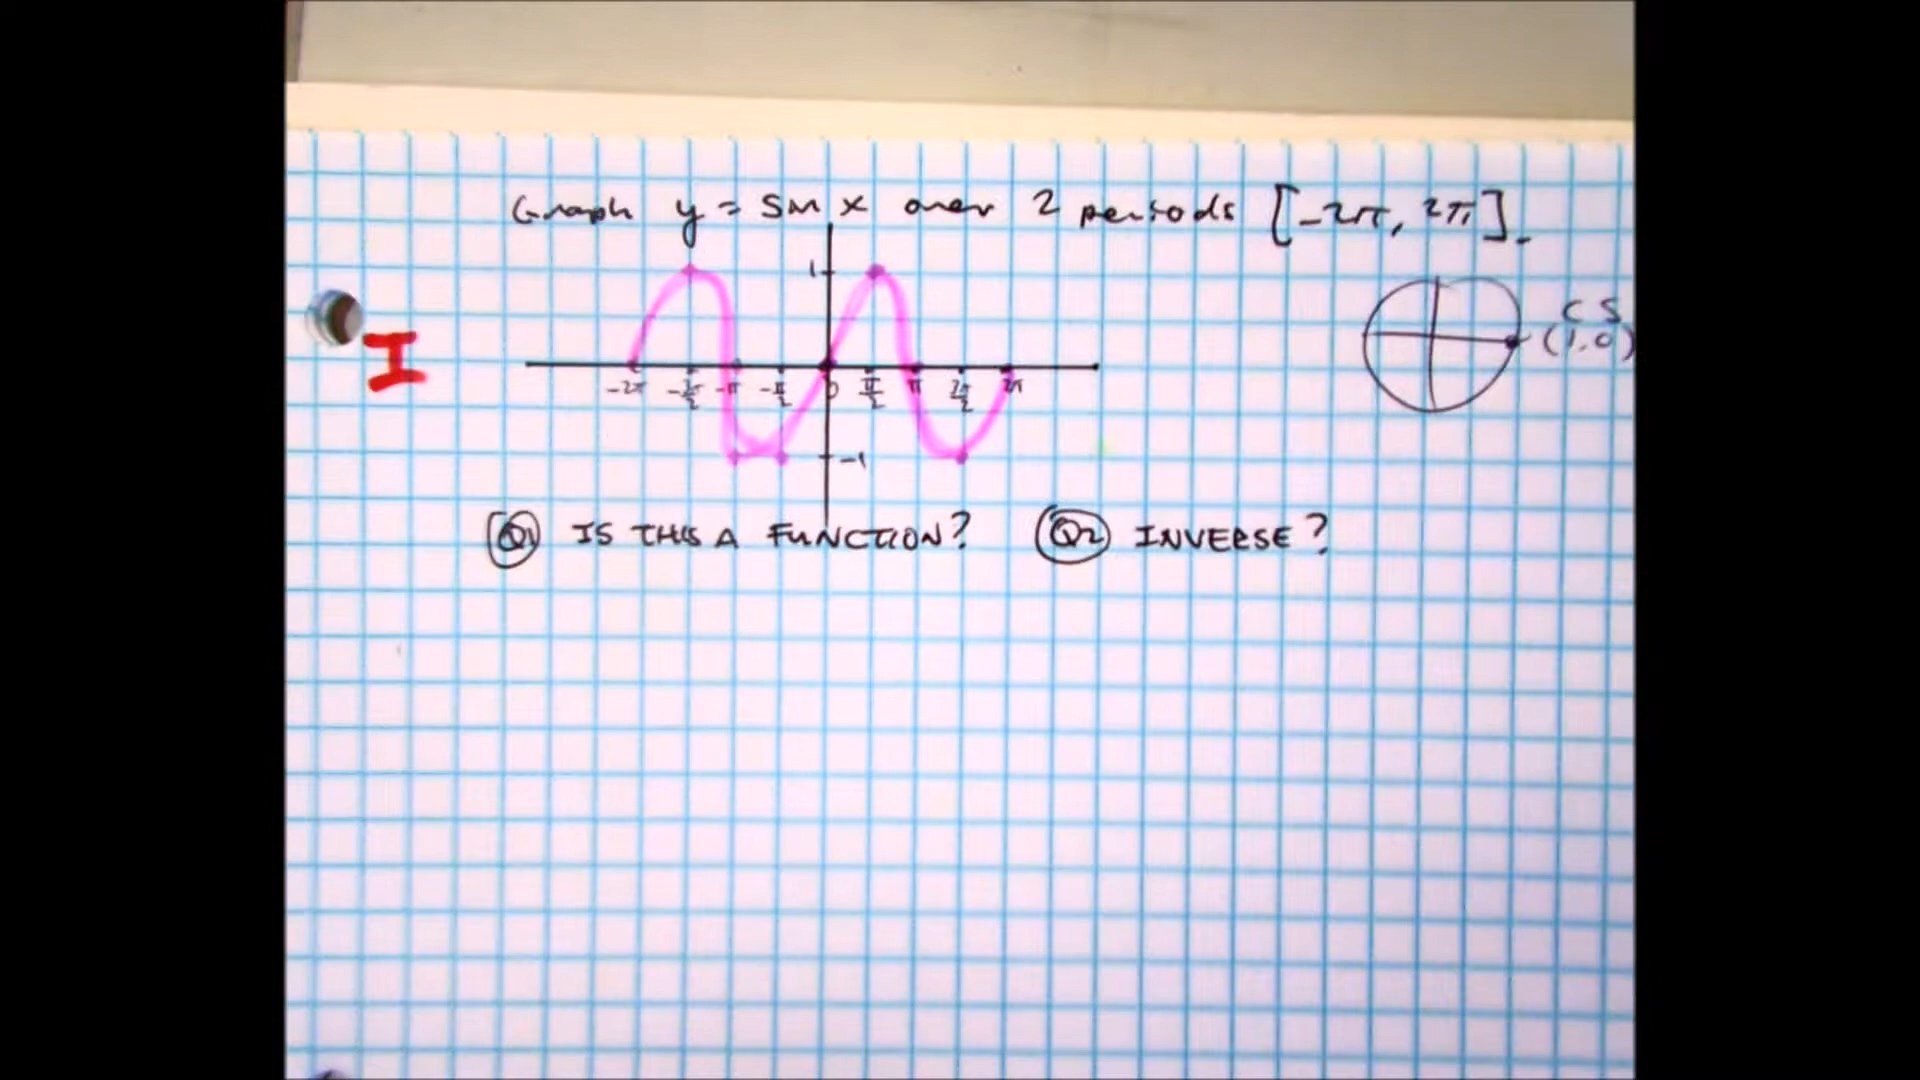 Graph y = sin x over 2 periods [-2π, 2π].
C S
(1,0)
I
1
-2π -3π/2 -π -π/2 0 π/2 π 3π/2 2π
-1
Q1 IS THIS A FUNCTION? Q2 INVERSE?